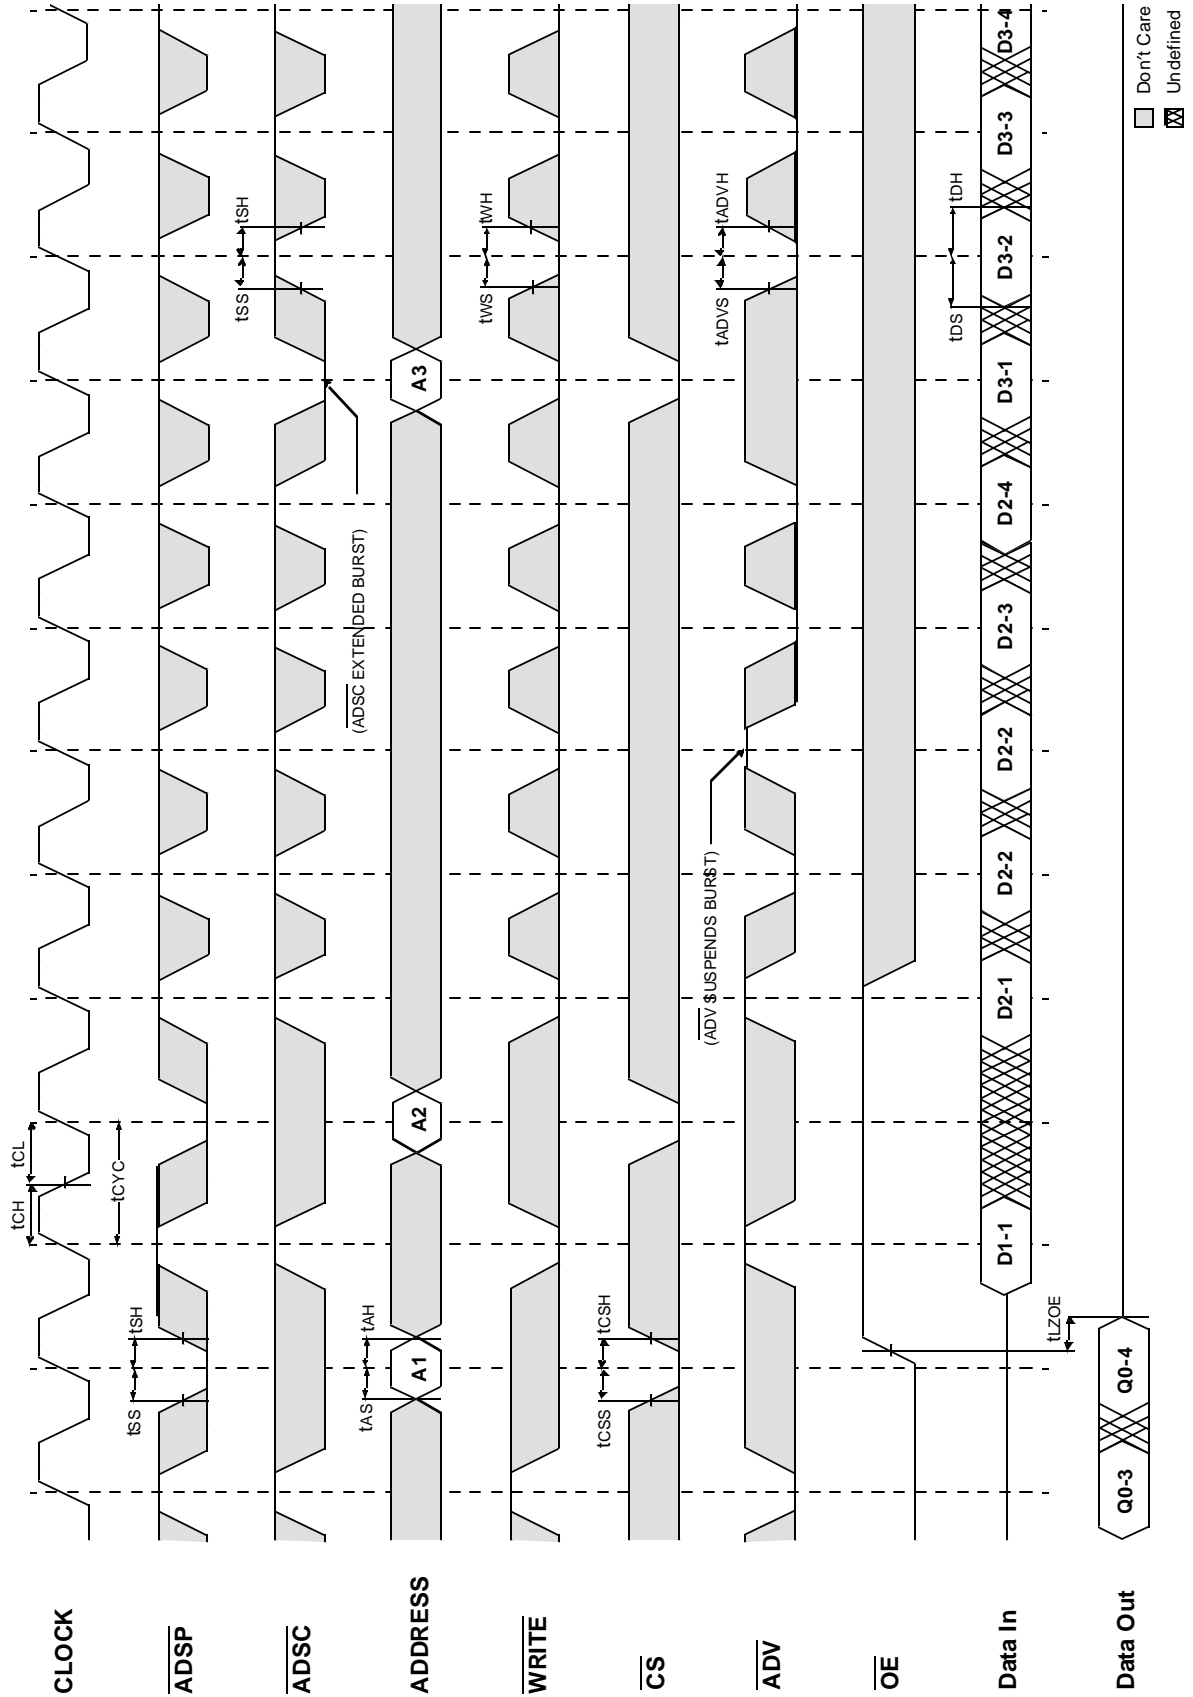 CLOCK
tCH
tCL
tCYC
ADSP
tSS
tSH
ADSC
tSS
tSH
(ADSC EXTENDED BURST)
ADDRESS
tAS
tAH
A1
A2
A3
WRITE
tWS
tWH
CS
tCSS
tCSH
(ADV SUSPENDS BURST)
ADV
tADVS
tADVH
OE
Data In
D1-1
D2-1
D2-2
D2-2
D2-3
D2-4
D3-1
D3-2
D3-3
D3-4
tDS
tDH
tLZOE
Data Out
Q0-3
Q0-4
Don't Care
Undefined